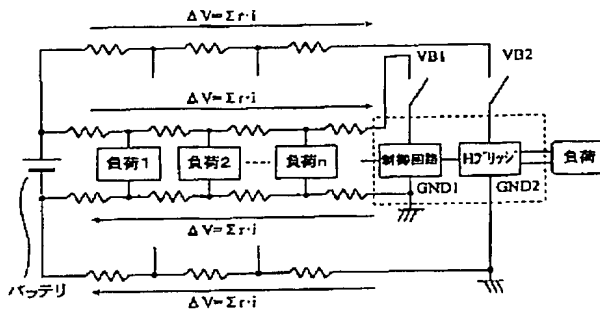 ΔV=Σr·i
VB1
VB2
ΔV=Σr·i
負荷1
負荷2
負荷n
制御回路
Hブリッジ
負荷
GND1
GND2
ΔV=Σr·i
バッテリ
ΔV=Σr·i